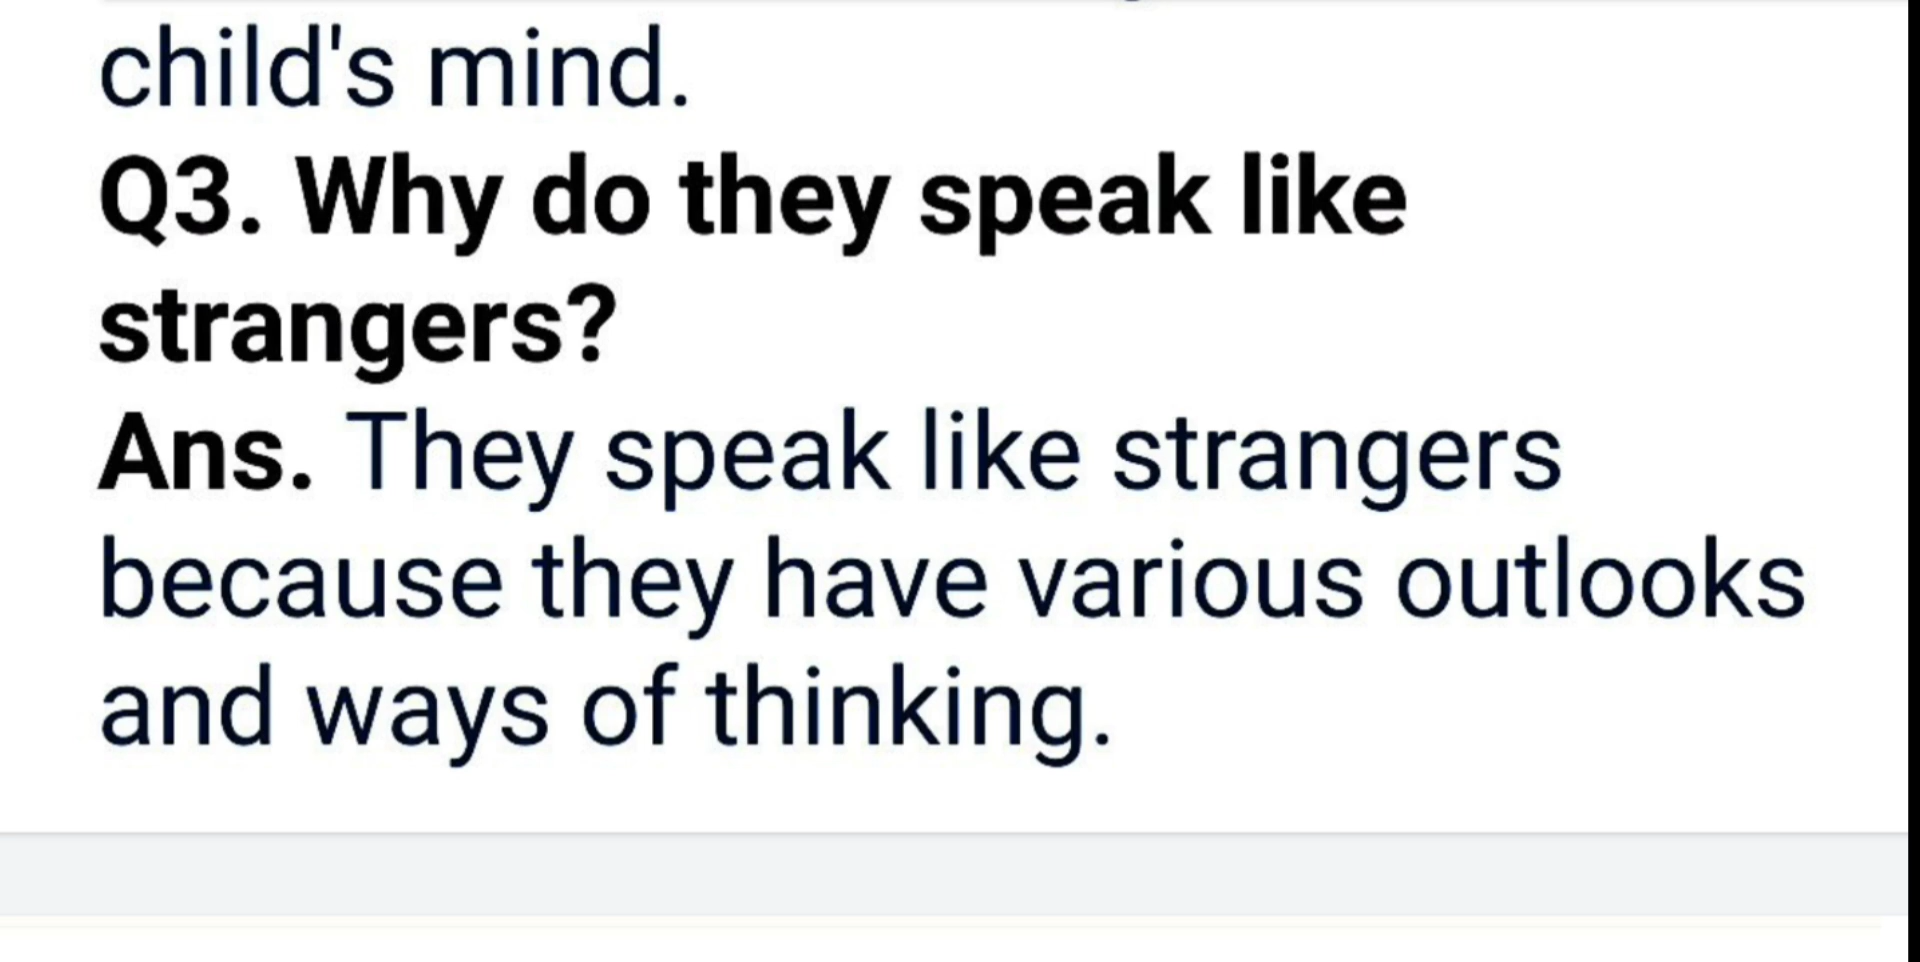 child's mind.
Q3. Why do they speak like
strangers?
Ans. They speak like strangers
because they have various outlooks
and ways of thinking.